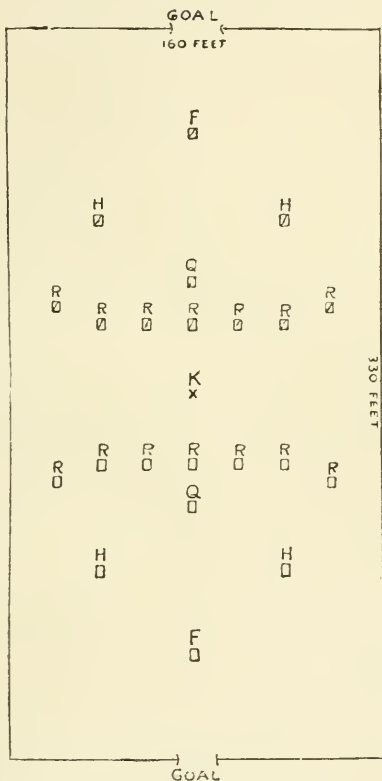 GOAL
160 FEET
F
H H
Q
R R
R R R P R
K
x
330 FEET
R R R R R
R R
Q
H H
F
GOAL